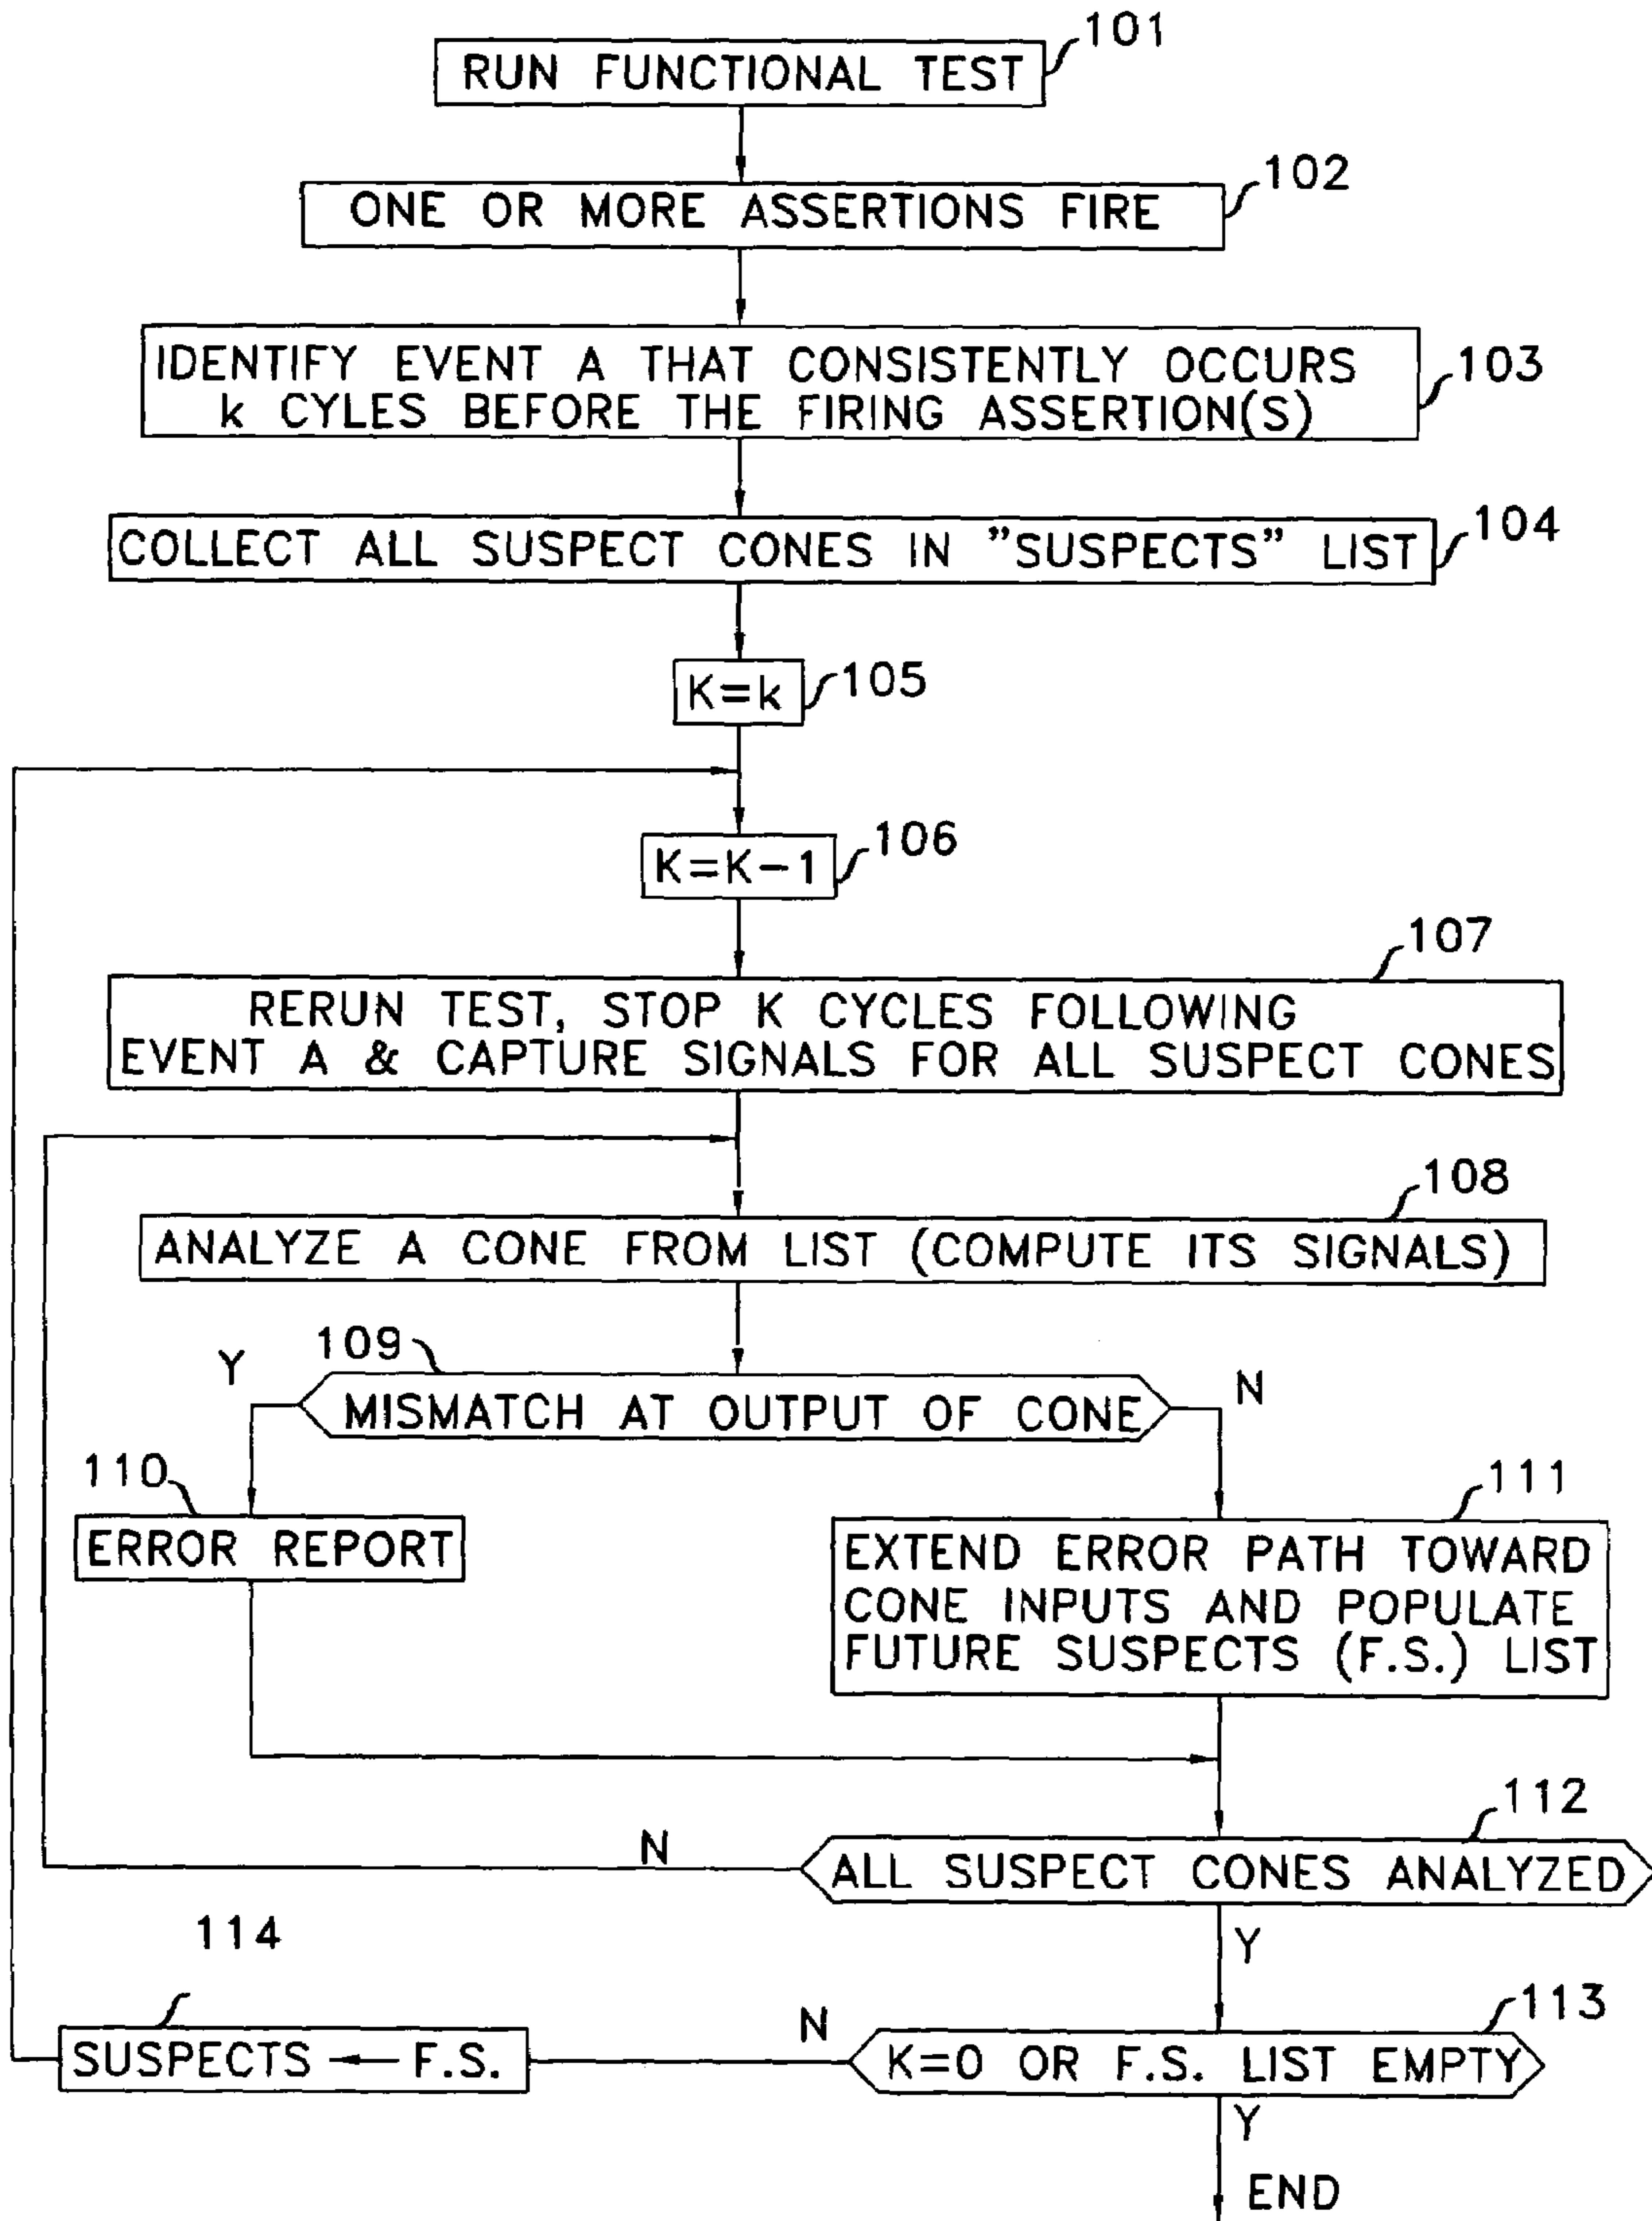 101
RUN FUNCTIONAL TEST
102
ONE OR MORE ASSERTIONS FIRE
103
IDENTIFY EVENT A THAT CONSISTENTLY OCCURS
k CYLES BEFORE THE FIRING ASSERTION(S)
104
COLLECT ALL SUSPECT CONES IN "SUSPECTS" LIST
K=k
105
K=K-1
106
107
RERUN TEST, STOP K CYCLES FOLLOWING
EVENT A & CAPTURE SIGNALS FOR ALL SUSPECT CONES
108
ANALYZE A CONE FROM LIST (COMPUTE ITS SIGNALS)
109
Y
N
MISMATCH AT OUTPUT OF CONE
110
ERROR REPORT
111
EXTEND ERROR PATH TOWARD
CONE INPUTS AND POPULATE
FUTURE SUSPECTS (F.S.) LIST
112
N
ALL SUSPECT CONES ANALYZED
Y
114
SUSPECTS ← F.S.
N
113
K=0 OR F.S. LIST EMPTY
Y
END